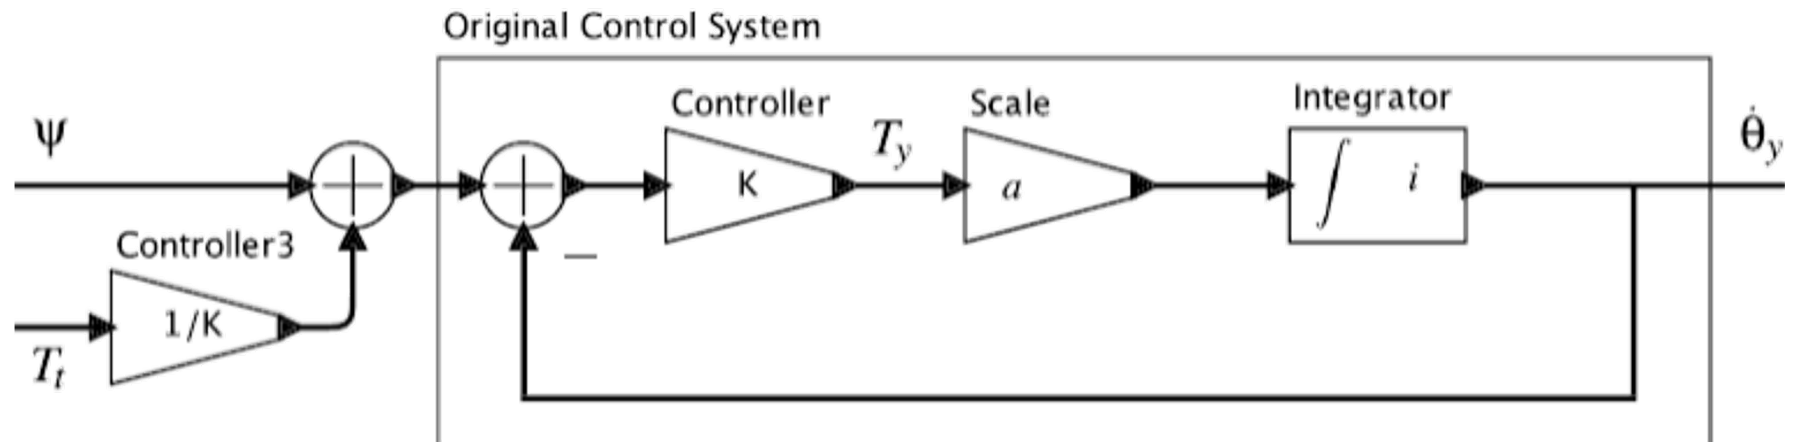 Original Control System
Controller
Scale
Integrator
ψ
K
T_y
a
∫ i
θ̇_y
–
Controller3
1/K
T_t